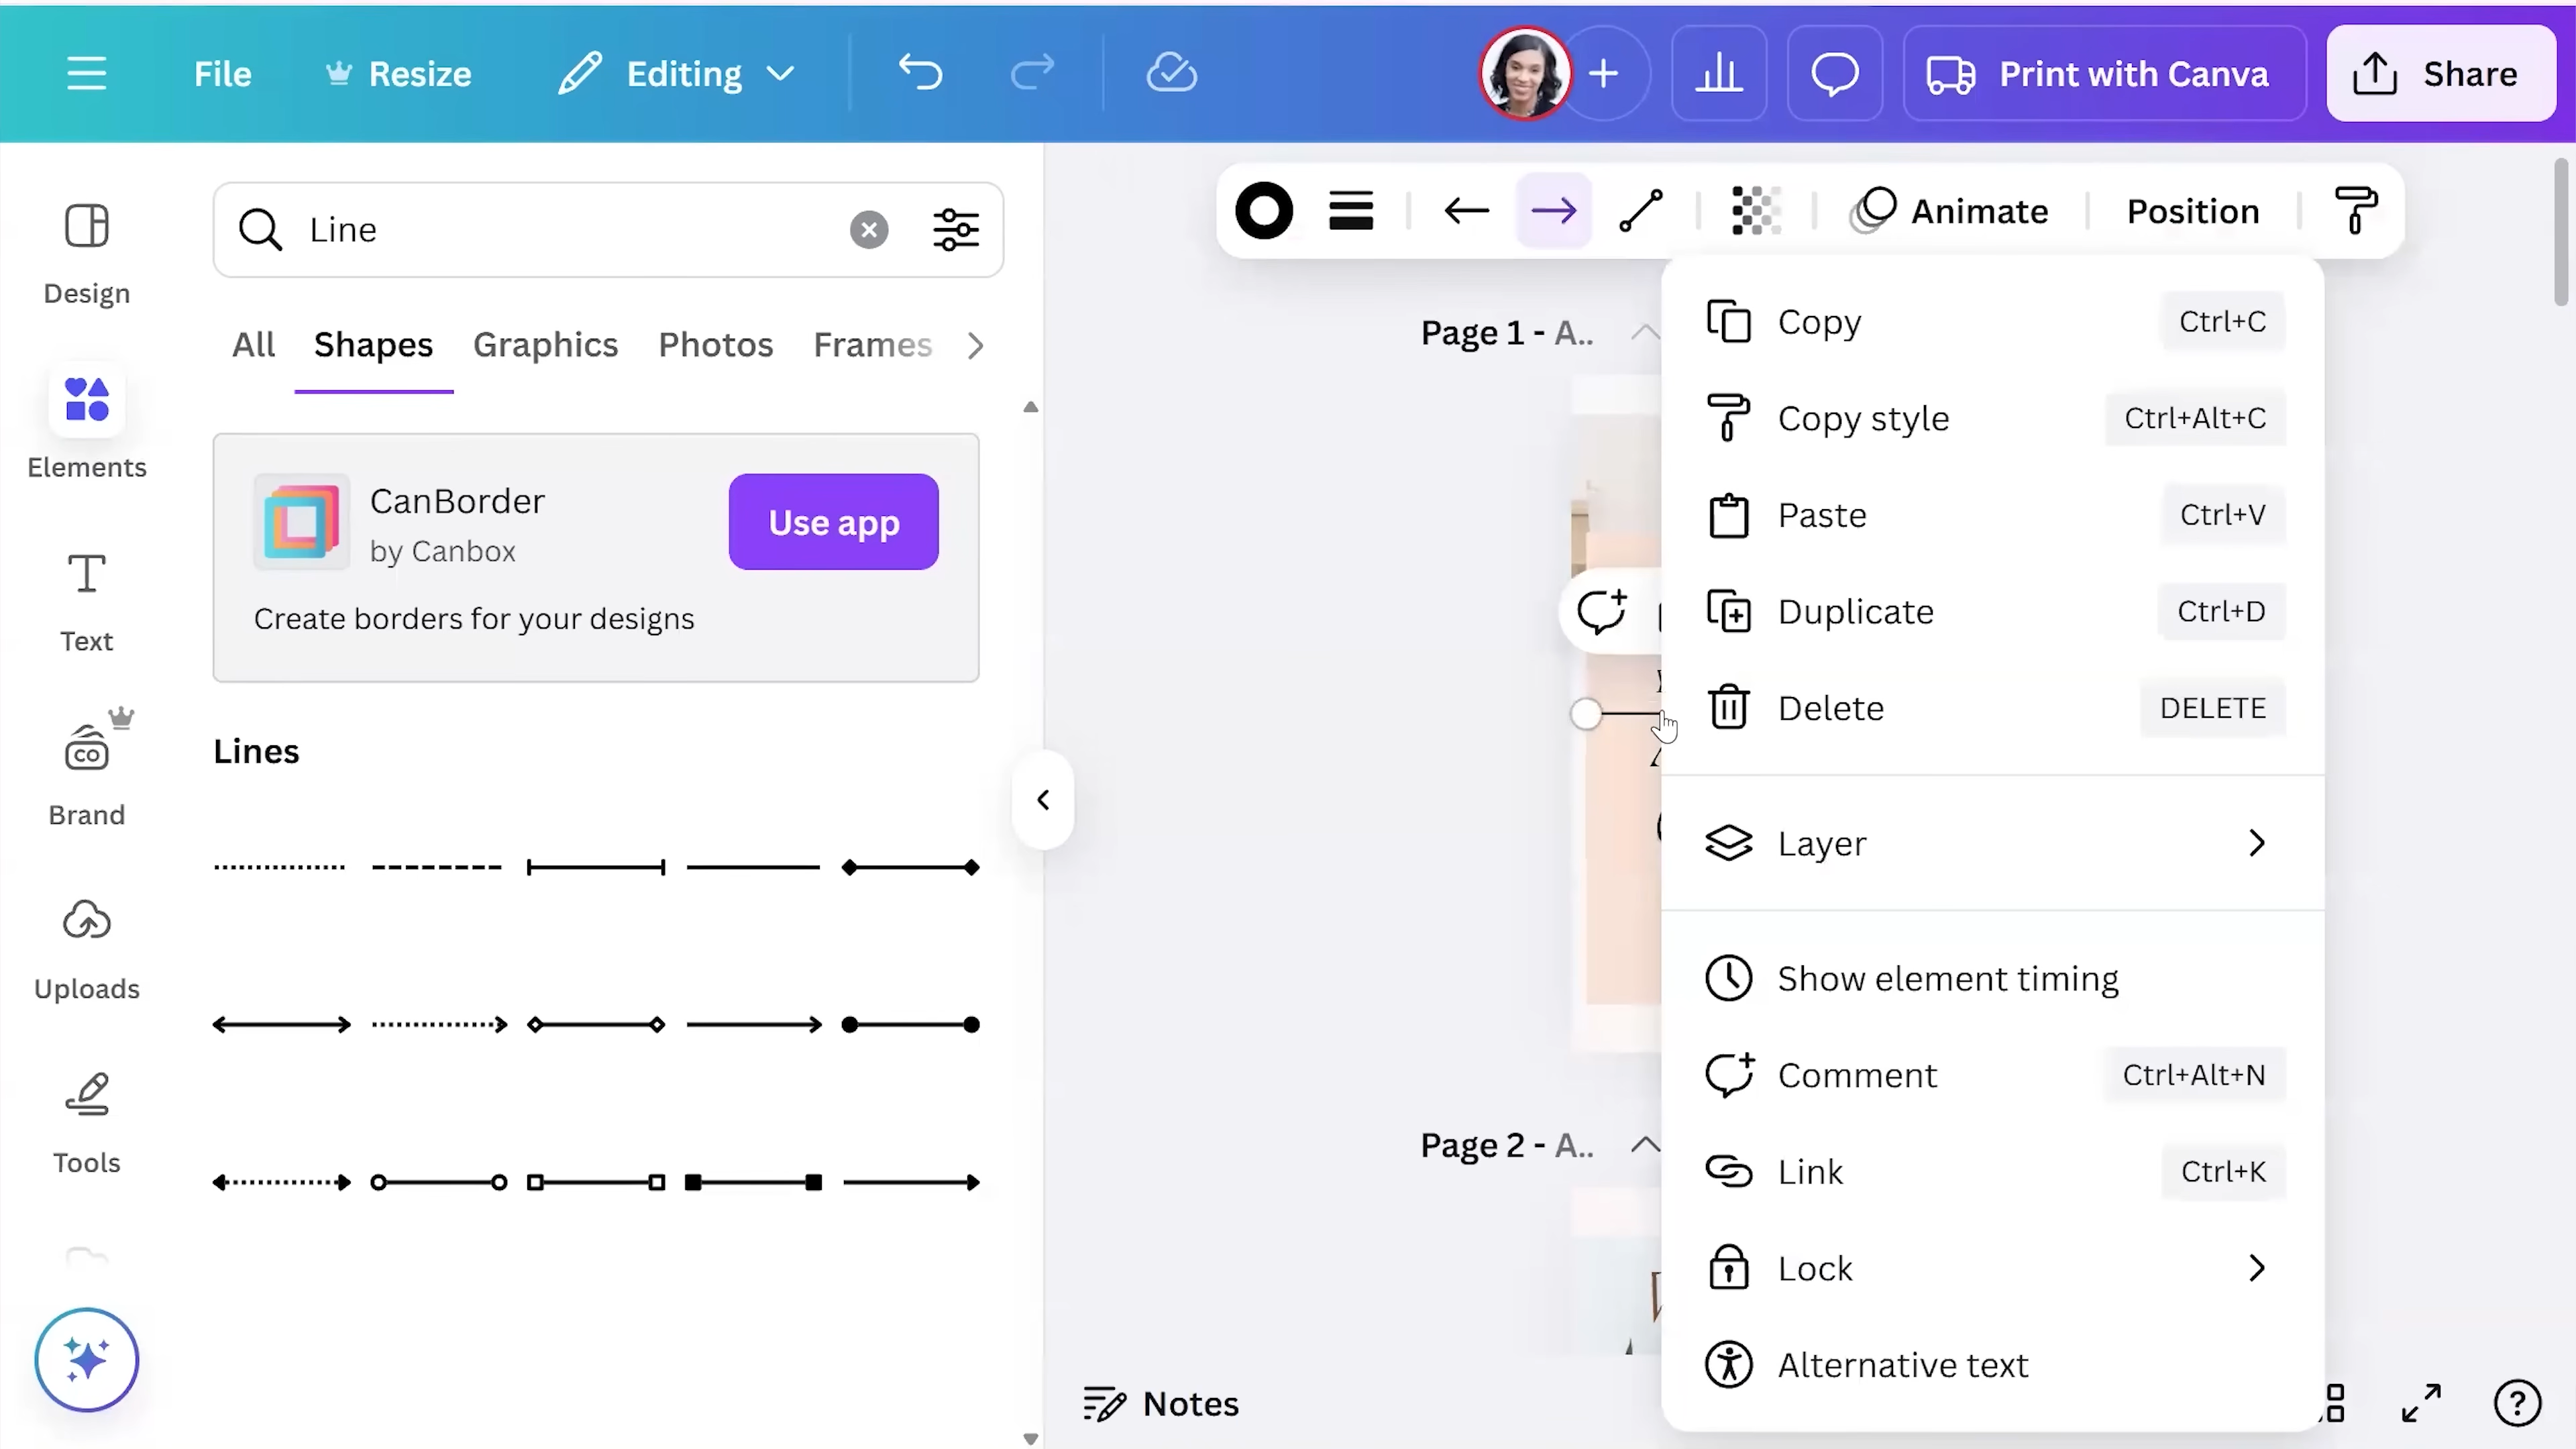 File
Resize
Editing
Print with Canva
Share
Design
Elements
Text
Brand
CO
Uploads
Tools
Line
All
Shapes
Graphics
Photos
Frames
CanBorder
by Canbox
Use app
Create borders for your designs
Lines
Animate
Position
Page 1 - A..
Page 2 - A..
Notes
Copy Ctrl+C
Copy style Ctrl+Alt+C
Paste Ctrl+V
Duplicate Ctrl+D
Delete DELETE
Layer
Show element timing
Comment Ctrl+Alt+N
Link Ctrl+K
Lock
Alternative text
?